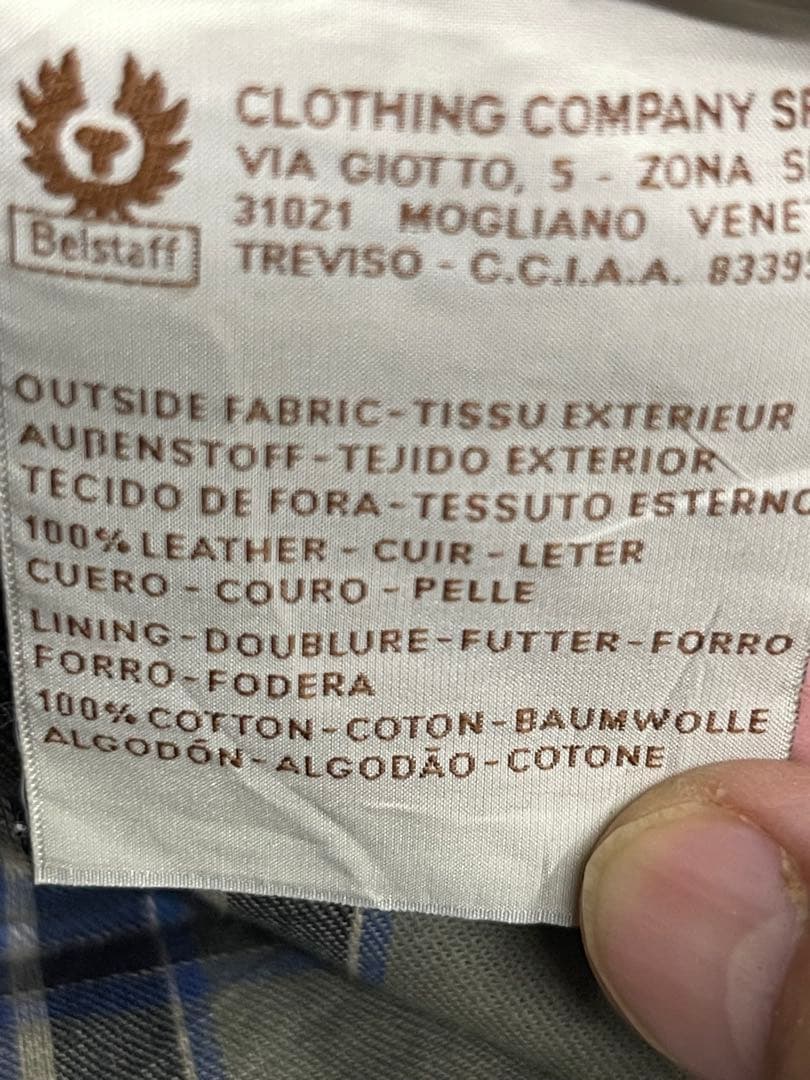 Belstaff
CLOTHING COMPANY
VIA GIOTTO, 5 - ZONA
31021 MOGLIANO VENE
TREVISO - C.C.I.A.A. 8339
OUTSIDE FABRIC-TISSU EXTERIEUR
AUßENSTOFF-TEJIDO EXTERIOR
TECIDO DE FORA-TESSUTO ESTERNO
100% LEATHER - CUIR - LETER
CUERO - COURO - PELLE
LINING-DOUBLURE-FUTTER-FORRO
FORRO-FODERA
100% COTTON-COTON-BAUMWOLLE
ALGODÓN-ALGODÃO-COTONE